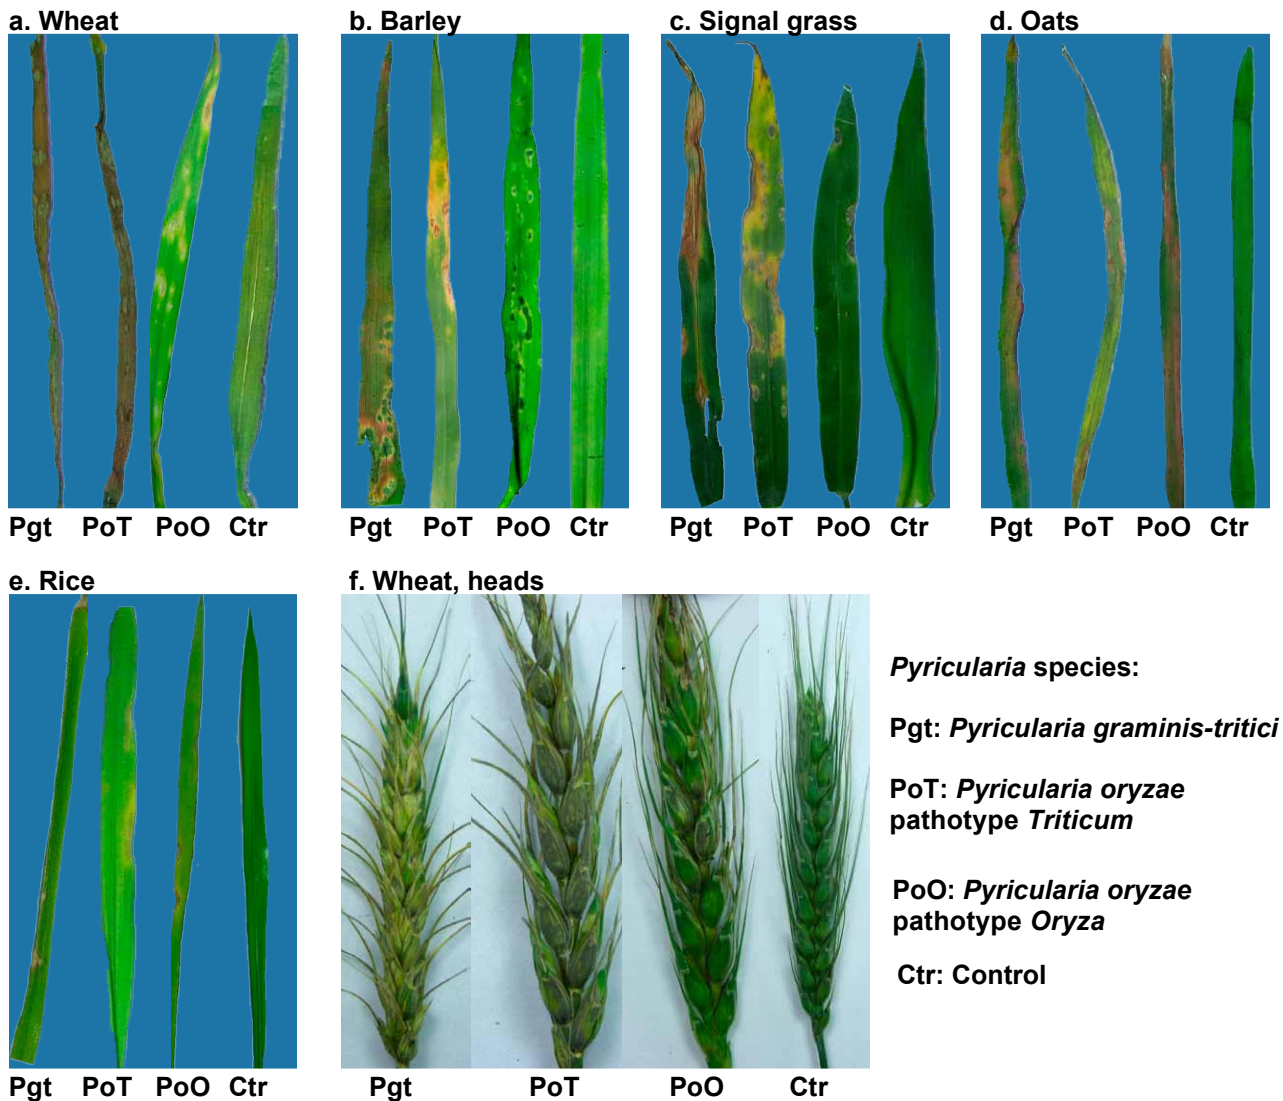 a. Wheat
b. Barley
c. Signal grass
d. Oats
Pgt PoT PoO Ctr
Pgt PoT PoO Ctr
Pgt PoT PoO Ctr
Pgt PoT PoO Ctr
e. Rice
f. Wheat, heads
Pyricularia species:
Pgt: Pyricularia graminis-tritici
PoT: Pyricularia oryzae
pathotype Triticum
PoO: Pyricularia oryzae
pathotype Oryza
Ctr: Control
Pgt PoT PoO Ctr
Pgt PoT PoO Ctr